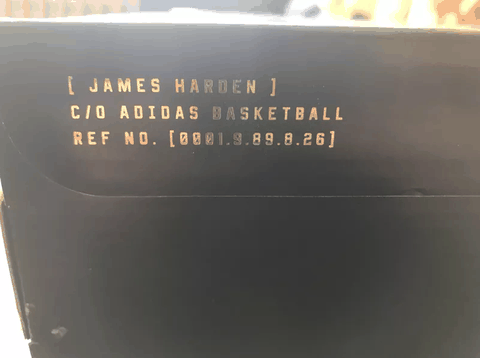 [ JAMES HARDEN ]
C/O ADIDAS BASKETBALL
REF NO. [0001.9.89.8.26]